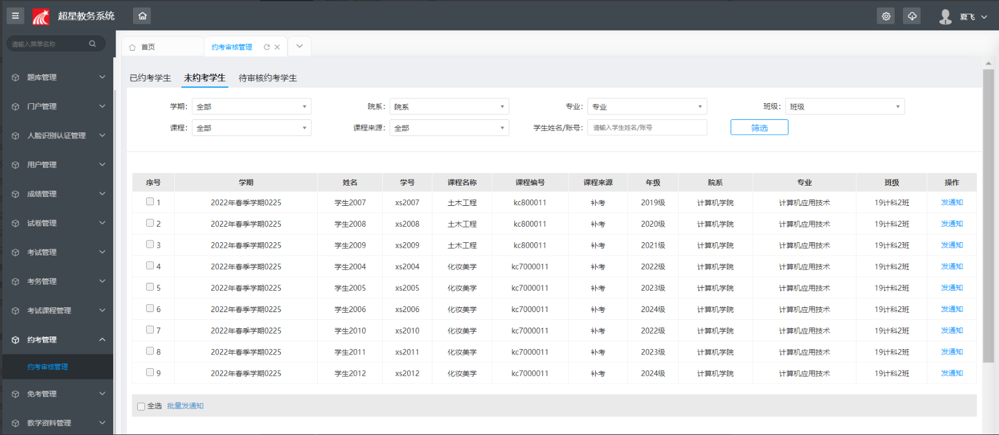 超星教务系统
夏飞
请输入菜单名称
题库管理
门户管理
人脸识别认证管理
用户管理
成绩管理
试卷管理
考试管理
考务管理
考试课程管理
约考管理
约考审核管理
免考管理
教学资料管理
首页 约考审核管理
已约考学生 未约考学生 待审核约考学生
学期: 全部 院系: 院系 专业: 专业 班级: 班级
课程: 全部 课程来源: 全部 学生姓名/账号: 请输入学生姓名/账号 筛选
序号 学期 姓名 学号 课程名称 课程编号 课程来源 年级 院系 专业 班级 操作
1 2022年春季学期0225 学生2007 xs2007 土木工程 kc800011 补考 2019级 计算机学院 计算机应用技术 19计科2班 发通知
2 2022年春季学期0225 学生2008 xs2008 土木工程 kc800011 补考 2020级 计算机学院 计算机应用技术 19计科2班 发通知
3 2022年春季学期0225 学生2009 xs2009 土木工程 kc800011 补考 2021级 计算机学院 计算机应用技术 19计科2班 发通知
4 2022年春季学期0225 学生2004 xs2004 化妆美学 kc7000011 补考 2022级 计算机学院 计算机应用技术 19计科2班 发通知
5 2022年春季学期0225 学生2005 xs2005 化妆美学 kc7000011 补考 2023级 计算机学院 计算机应用技术 19计科2班 发通知
6 2022年春季学期0225 学生2006 xs2006 化妆美学 kc7000011 补考 2024级 计算机学院 计算机应用技术 19计科2班 发通知
7 2022年春季学期0225 学生2010 xs2010 化妆美学 kc7000011 补考 2022级 计算机学院 计算机应用技术 19计科2班 发通知
8 2022年春季学期0225 学生2011 xs2011 化妆美学 kc7000011 补考 2023级 计算机学院 计算机应用技术 19计科2班 发通知
9 2022年春季学期0225 学生2012 xs2012 化妆美学 kc7000011 补考 2024级 计算机学院 计算机应用技术 19计科2班 发通知
全选 批量发通知